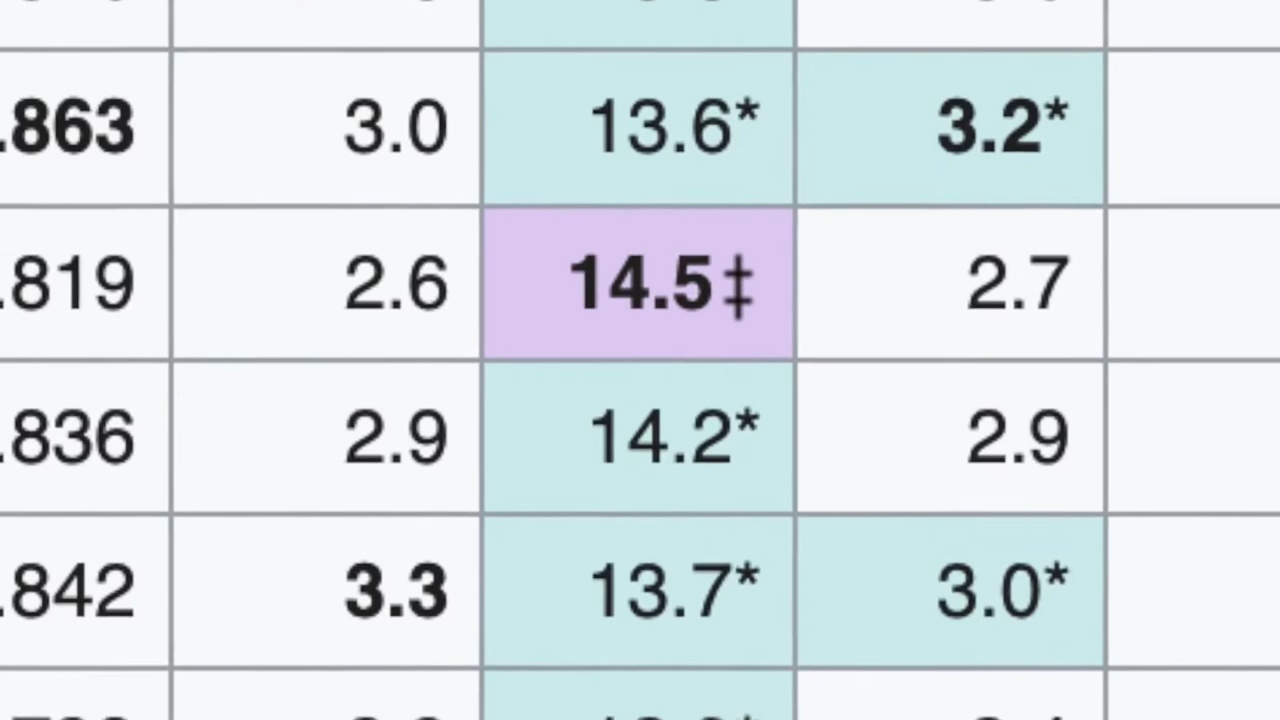 .863 3.0 13.6* 3.2*
.819 2.6 14.5‡ 2.7
.836 2.9 14.2* 2.9
.842 3.3 13.7* 3.0*